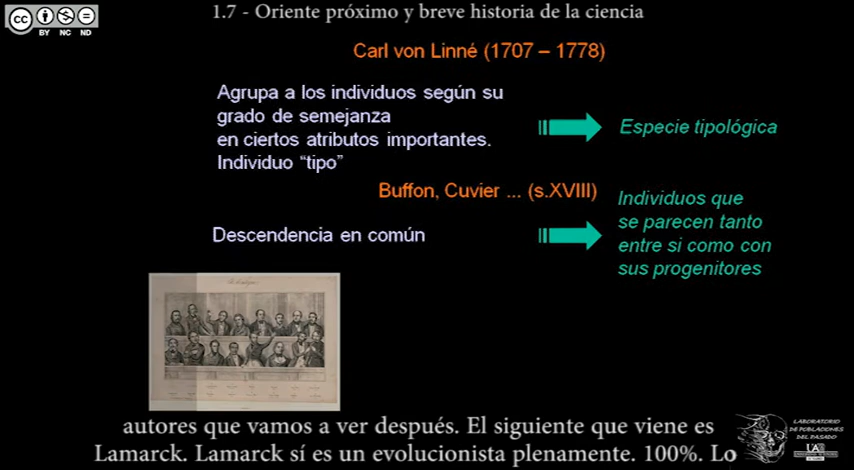 1.7 - Oriente próximo y breve historia de la ciencia
CC
BY NC ND
Carl von Linné (1707 – 1778)
Agrupa a los individuos según su
grado de semejanza
en ciertos atributos importantes.
Individuo “tipo”
Especie tipológica
Buffon, Cuvier ... (s.XVIII)
Descendencia en común
Individuos que
se parecen tanto
entre si como con
sus progenitores
autores que vamos a ver después. El siguiente que viene es
Lamarck. Lamarck sí es un evolucionista plenamente. 100%. Lo
LABORATORIO
DE POBLACIONES
DEL PASADO